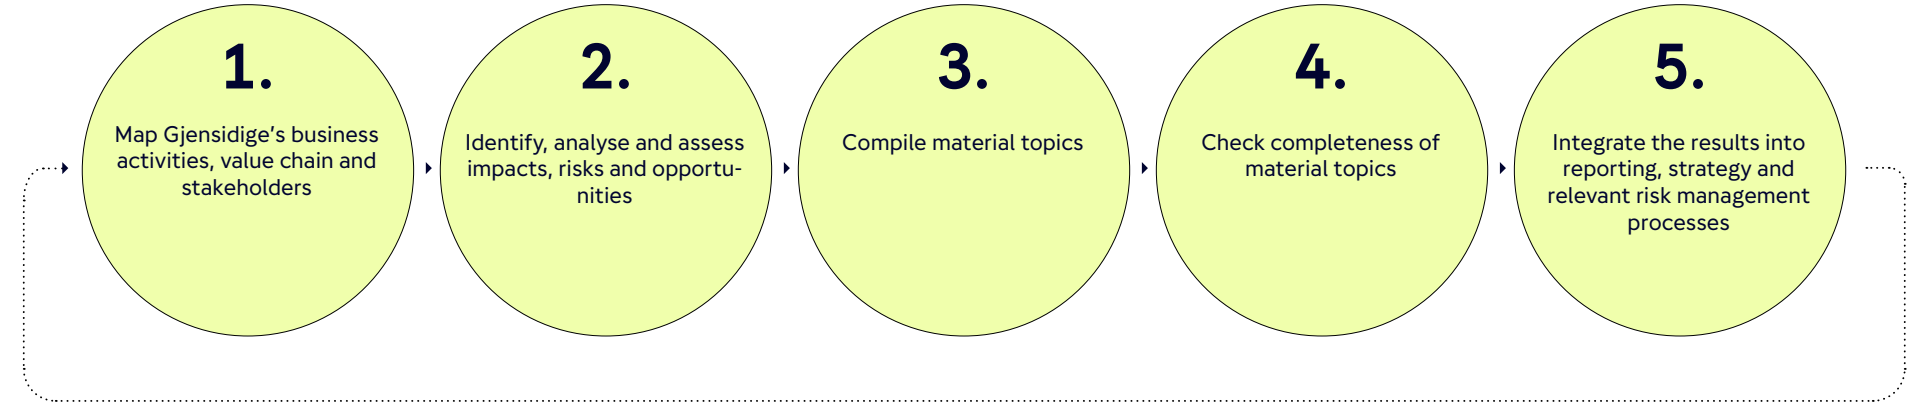 1.
Map Gjensidige's business
activities, value chain and
stakeholders
2.
Identify, analyse and assess
impacts, risks and opportu-
nities
3.
Compile material topics
4.
Check completeness of
material topics
5.
Integrate the results into
reporting, strategy and
relevant risk management
processes